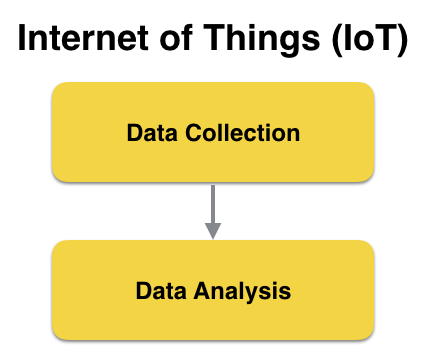 Internet of Things (IoT)
Data Collection
Data Analysis